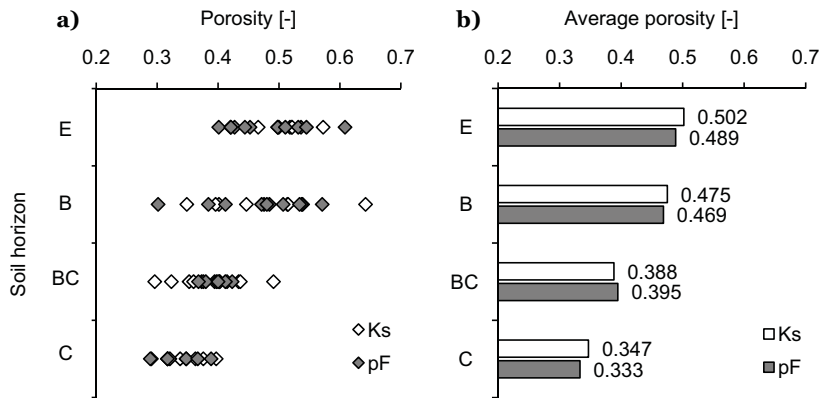 a)
Porosity [-]
0.2 0.3 0.4 0.5 0.6 0.7
Soil horizon
E
B
BC
C
Ks
pF
b)
Average porosity [-]
0.2 0.3 0.4 0.5 0.6 0.7
E
0.502
0.489
B
0.475
0.469
BC
0.388
0.395
C
0.347
0.333
Ks
pF